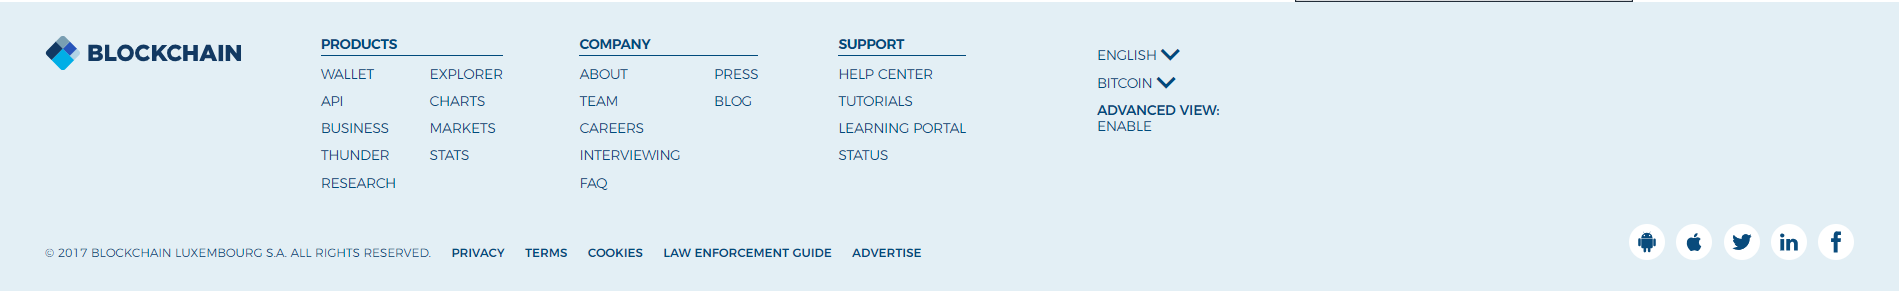 BLOCKCHAIN
PRODUCTS
WALLET
API
BUSINESS
THUNDER
RESEARCH
EXPLORER
CHARTS
MARKETS
STATS
COMPANY
ABOUT
TEAM
CAREERS
INTERVIEWING
FAQ
PRESS
BLOG
SUPPORT
HELP CENTER
TUTORIALS
LEARNING PORTAL
STATUS
ENGLISH
BITCOIN
ADVANCED VIEW:
ENABLE
© 2017 BLOCKCHAIN LUXEMBOURG S.A. ALL RIGHTS RESERVED. PRIVACY TERMS COOKIES LAW ENFORCEMENT GUIDE ADVERTISE